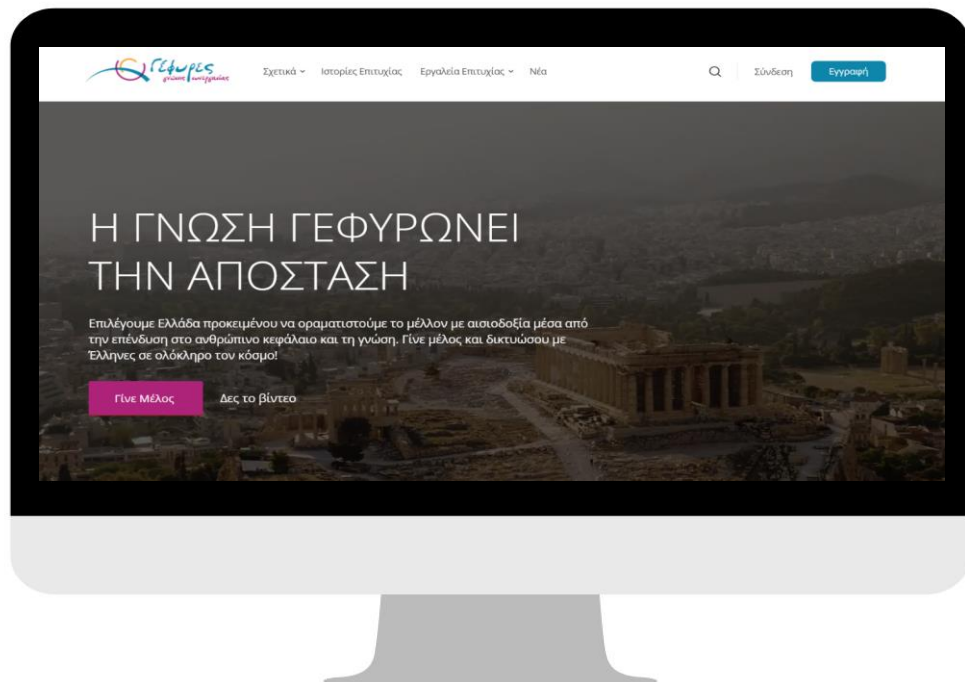 Γέφυρες
γνώσης συνεργασίας
Σχετικά
Ιστορίες Επιτυχίας
Εργαλεία Επιτυχίας
Νέα
Σύνδεση
Εγγραφή
Η ΓΝΩΣΗ ΓΕΦΥΡΩΝΕΙ
ΤΗΝ ΑΠΟΣΤΑΣΗ
Επιλέγουμε Ελλάδα προκειμένου να οραματιστούμε το μέλλον με αισιοδοξία μέσα από
την επένδυση στο ανθρώπινο κεφάλαιο και τη γνώση. Γίνε μέλος και δικτυώσου με
Έλληνες σε ολόκληρο τον κόσμο!
Γίνε Μέλος
Δες το βίντεο